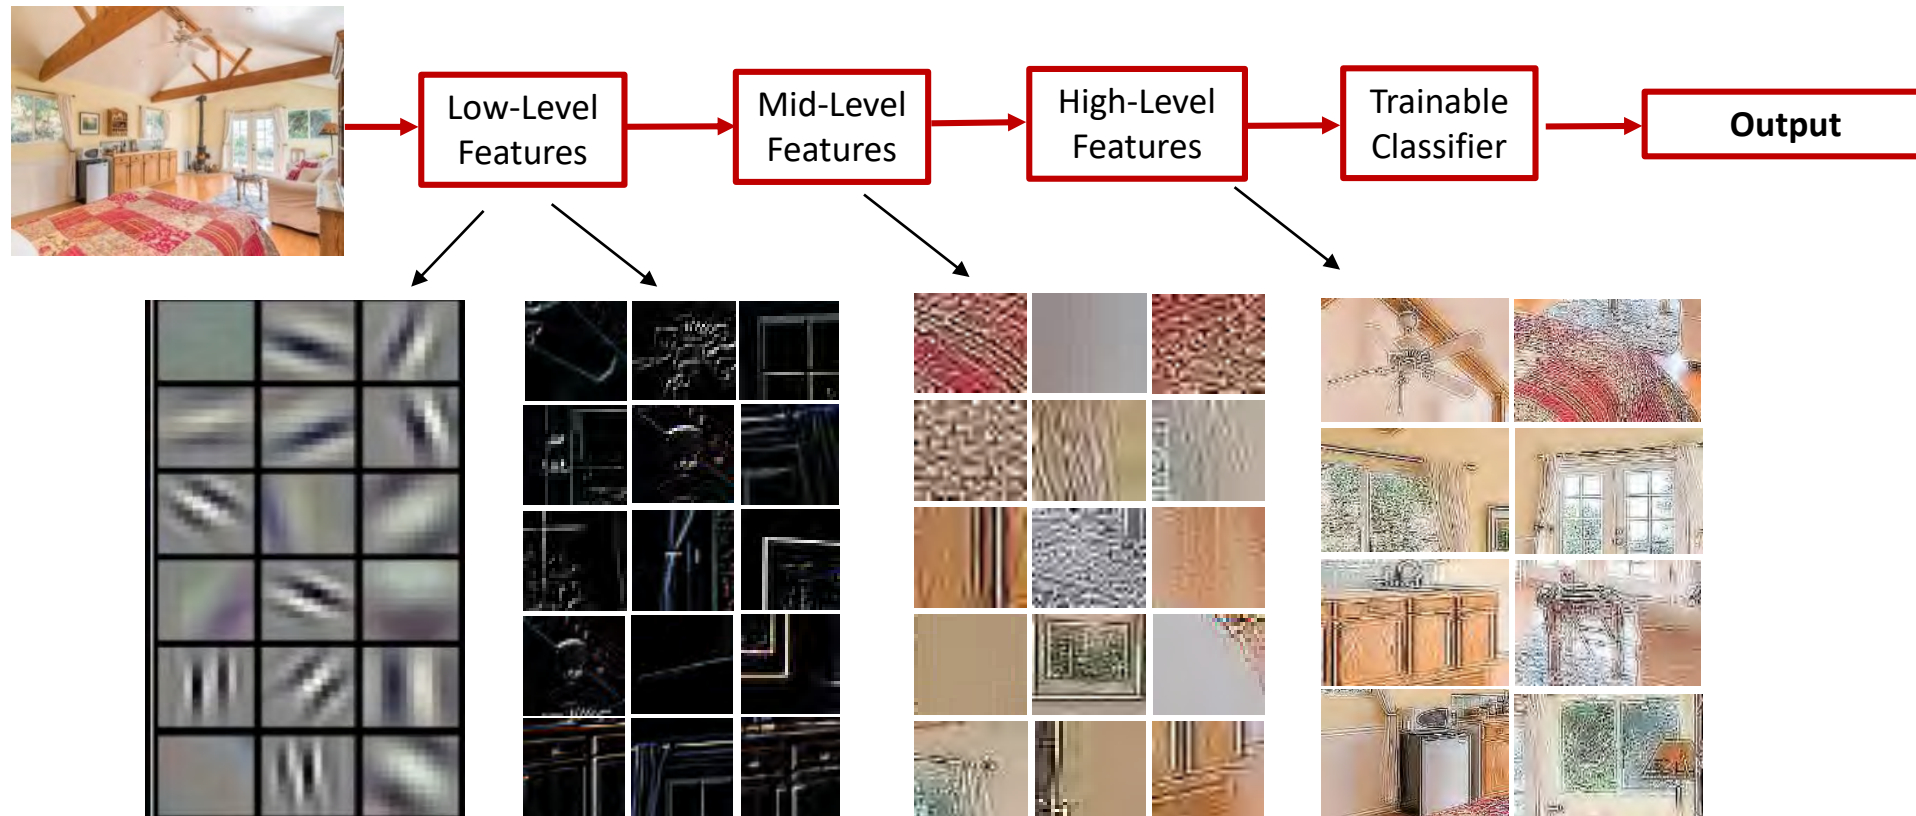 Low-Level
Features
Mid-Level
Features
High-Level
Features
Trainable
Classifier
Output